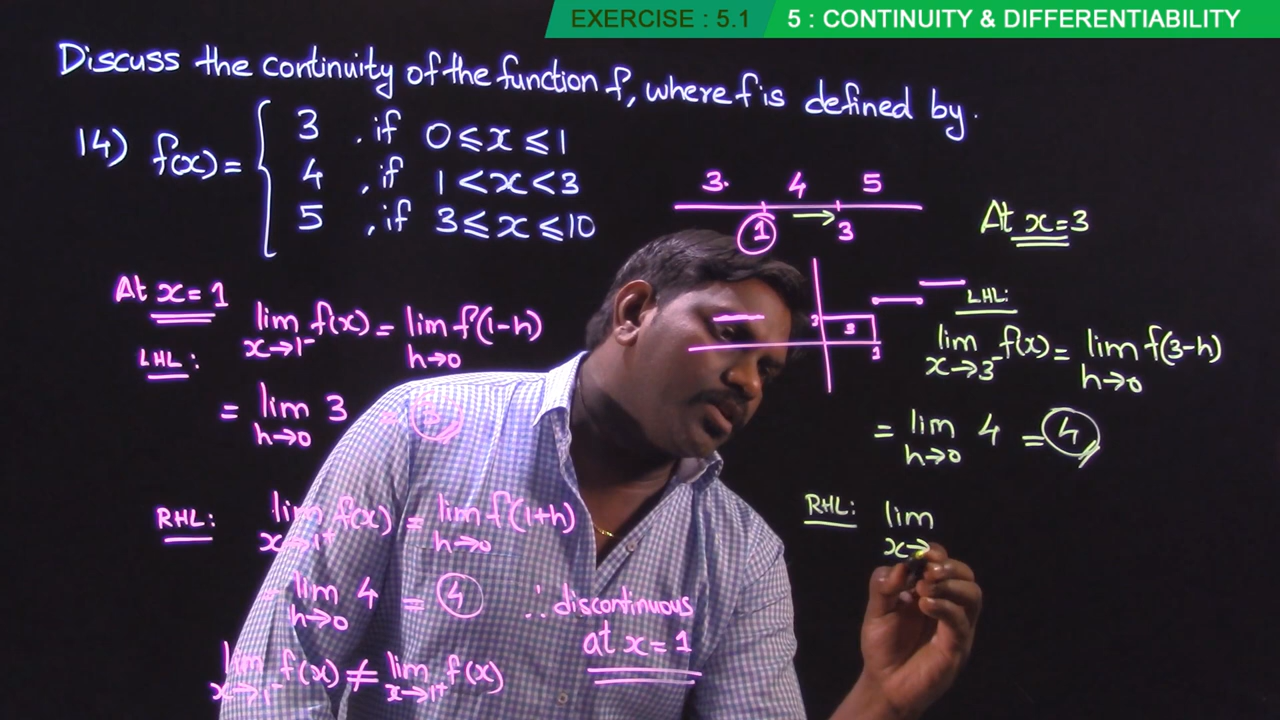 EXERCISE : 5.1
5 : CONTINUITY & DIFFERENTIABILITY
Discuss the continuity of the function f, where f is defined by.
14) f(x) = {
3 , if 0 ≤ x ≤ 1
4 , if 1 < x < 3
5 , if 3 ≤ x ≤ 10
3. 4 5
1 3
3 3 1
At x = 1
LHL: lim x→1⁻ f(x) = lim h→0 f(1-h)
= lim h→0 3 = 3
RHL: lim x→1⁺ f(x) = lim h→0 f(1+h)
= lim h→0 4 = 4
lim x→1⁻ f(x) ≠ lim x→1⁺ f(x)
∴ discontinuous
at x = 1
At x = 3
LHL:
lim x→3⁻ f(x) = lim h→0 f(3-h)
= lim h→0 4 = 4
RHL: lim x→